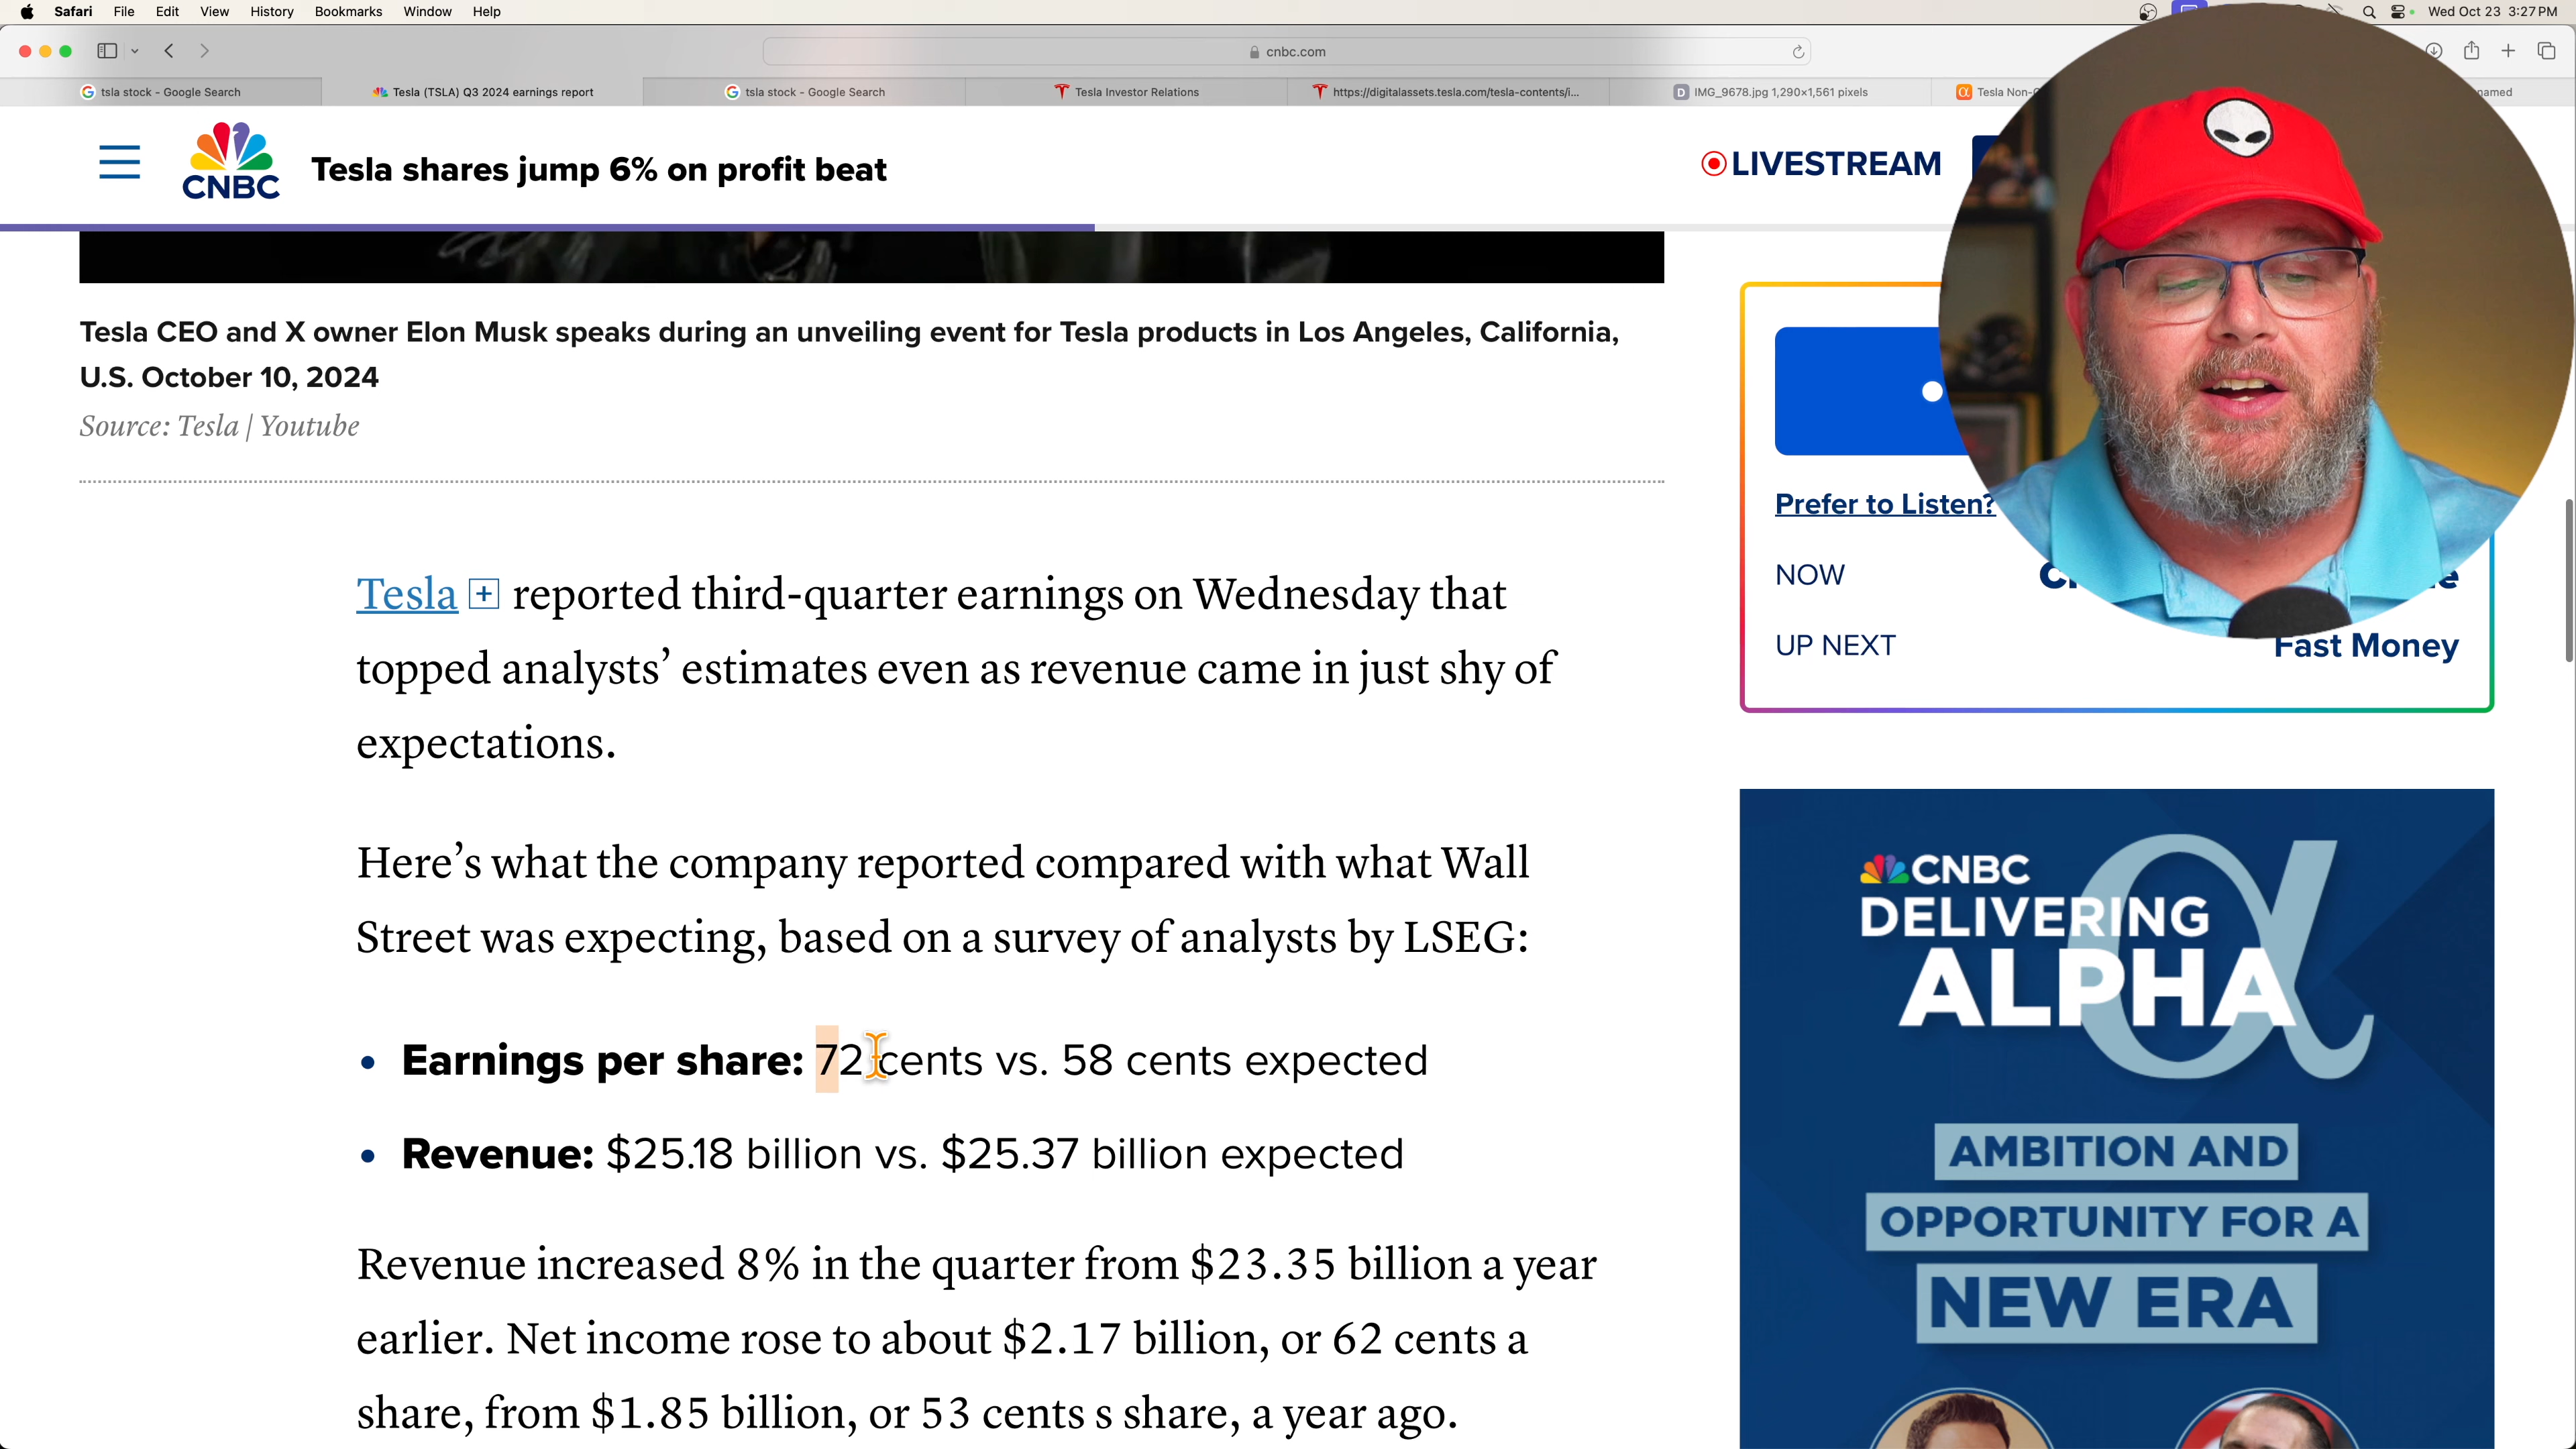 Safari File Edit View History Bookmarks Window Help
Wed Oct 23 3:27 PM
cnbc.com
tsla stock - Google Search
Tesla (TSLA) Q3 2024 earnings report
tsla stock - Google Search
Tesla Investor Relations
https://digitalassets.tesla.com/tesla-contents/i...
IMG_9678.jpg 1,290×1,561 pixels
Tesla Non-
named
CNBC
Tesla shares jump 6% on profit beat
LIVESTREAM
Tesla CEO and X owner Elon Musk speaks during an unveiling event for Tesla products in Los Angeles, California,
U.S. October 10, 2024
Source: Tesla | Youtube
Tesla + reported third-quarter earnings on Wednesday that
topped analysts’ estimates even as revenue came in just shy of
expectations.
Here’s what the company reported compared with what Wall
Street was expecting, based on a survey of analysts by LSEG:
• Earnings per share: 72 cents vs. 58 cents expected
• Revenue: $25.18 billion vs. $25.37 billion expected
Revenue increased 8% in the quarter from $23.35 billion a year
earlier. Net income rose to about $2.17 billion, or 62 cents a
share, from $1.85 billion, or 53 cents s share, a year ago.
Prefer to Listen?
NOW
UP NEXT
Fast Money
CNBC
DELIVERING
ALPHA
AMBITION AND
OPPORTUNITY FOR A
NEW ERA